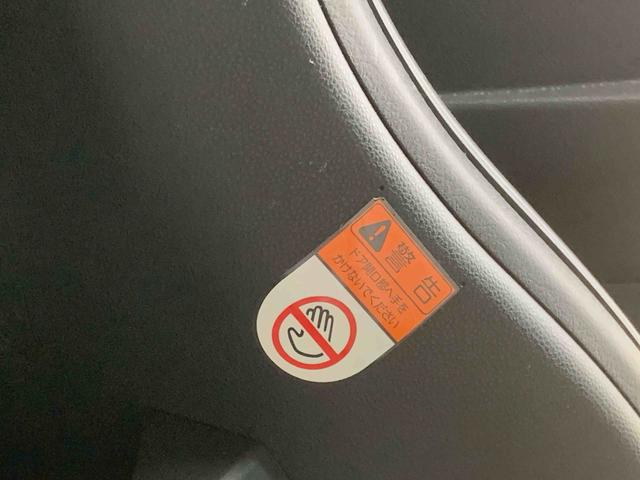 警告
ドア開口部へ手を
かけないでください